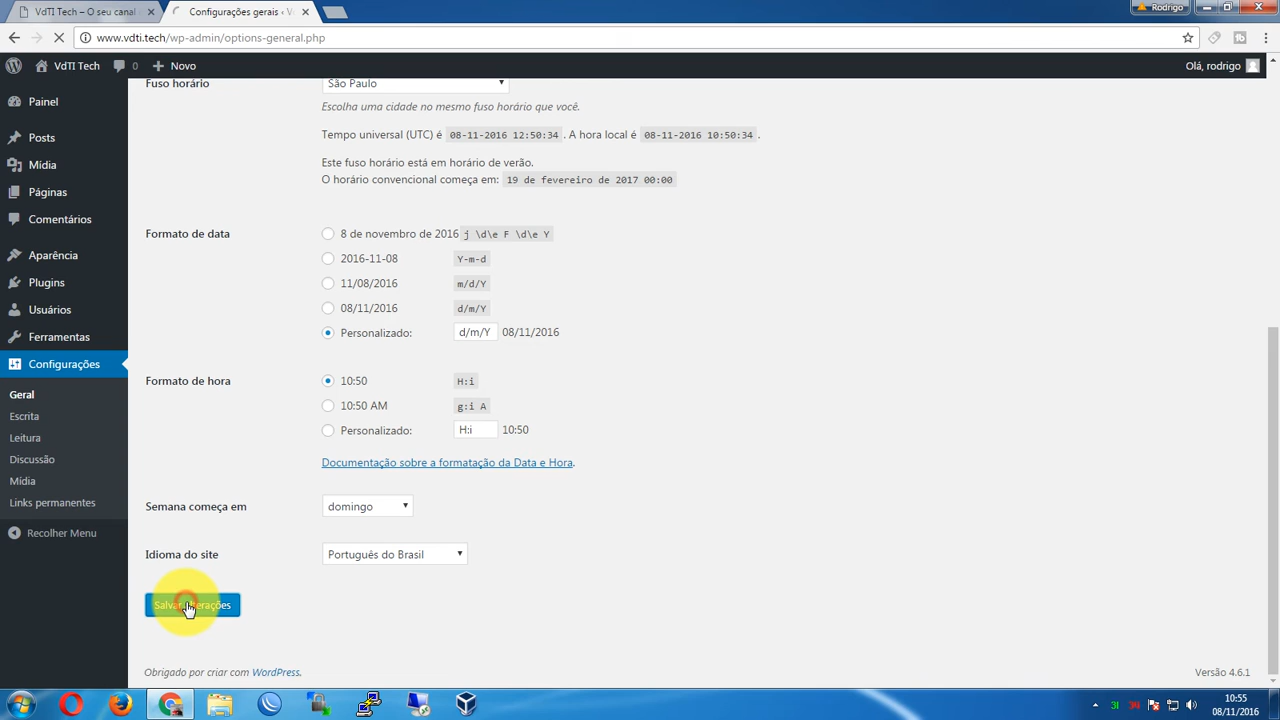 VdTI Tech – O seu canal
Configurações gerais ‹ V
Rodrigo
www.vdti.tech/wp-admin/options-general.php
VdTI Tech
0
Novo
Olá, rodrigo
Painel
Posts
Mídia
Páginas
Comentários
Aparência
Plugins
Usuários
Ferramentas
Configurações
Geral
Escrita
Leitura
Discussão
Mídia
Links permanentes
Recolher Menu
Fuso horário
São Paulo
Escolha uma cidade no mesmo fuso horário que você.
Tempo universal (UTC) é 08-11-2016 12:50:34 . A hora local é 08-11-2016 10:50:34 .
Este fuso horário está em horário de verão.
O horário convencional começa em: 19 de fevereiro de 2017 00:00
Formato de data
8 de novembro de 2016 j \d\e F \d\e Y
2016-11-08 Y-m-d
11/08/2016 m/d/Y
08/11/2016 d/m/Y
Personalizado: d/m/Y 08/11/2016
Formato de hora
10:50 H:i
10:50 AM g:i A
Personalizado: H:i 10:50
Documentação sobre a formatação da Data e Hora.
Semana começa em
domingo
Idioma do site
Português do Brasil
Salvar alterações
Obrigado por criar com WordPress.
Versão 4.6.1
10:55
08/11/2016